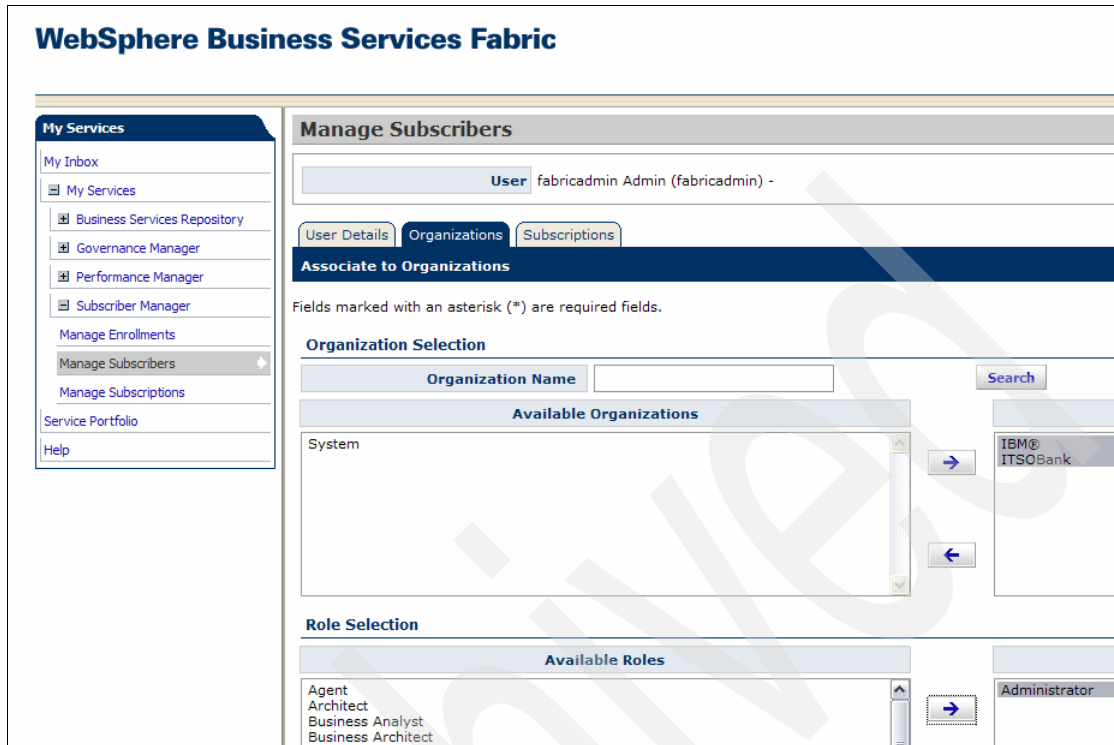 WebSphere Business Services Fabric
My Services
My Inbox
My Services
Business Services Repository
Governance Manager
Performance Manager
Subscriber Manager
Manage Enrollments
Manage Subscribers
Manage Subscriptions
Service Portfolio
Help
Manage Subscribers
User fabricadmin Admin (fabricadmin) -
User Details Organizations Subscriptions
Associate to Organizations
Fields marked with an asterisk (*) are required fields.
Organization Selection
Organization Name Search
Available Organizations
System
IBM®
ITSOBank
Role Selection
Available Roles
Agent
Architect
Business Analyst
Business Architect
Administrator
hived